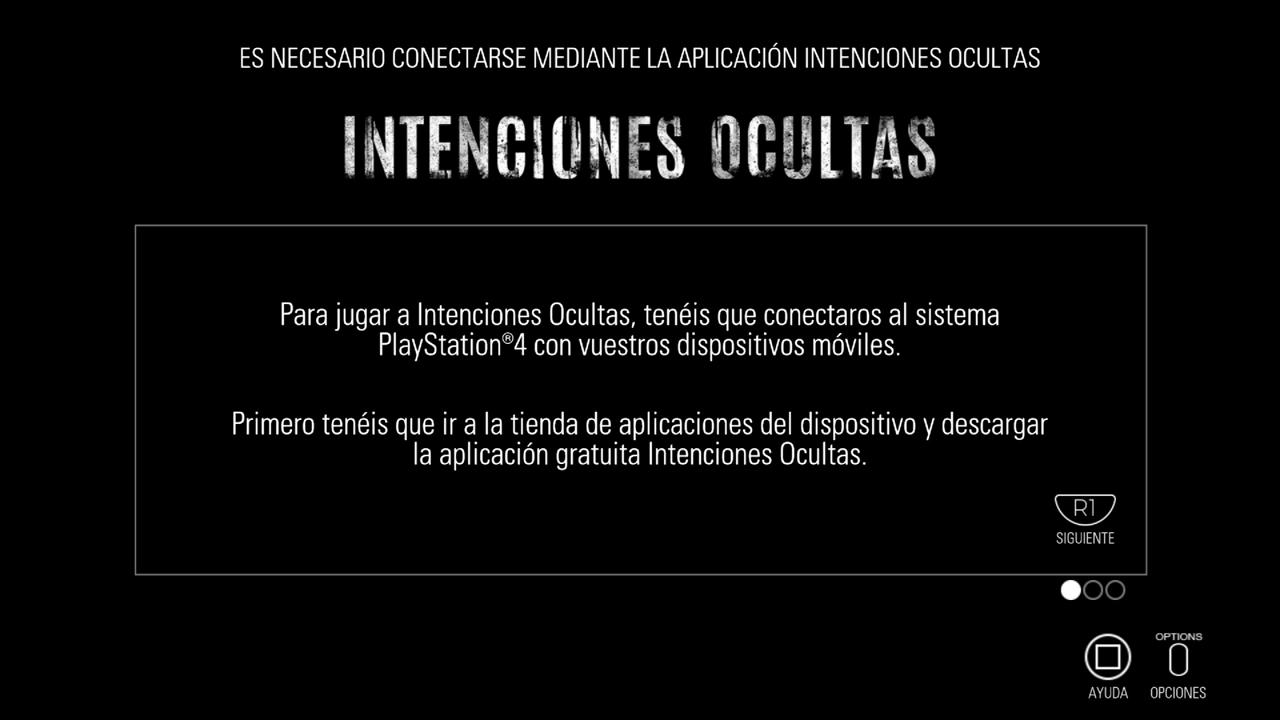 ES NECESARIO CONECTARSE MEDIANTE LA APLICACIÓN INTENCIONES OCULTAS
INTENCIONES OCULTAS
Para jugar a Intenciones Ocultas, tenéis que conectaros al sistema
PlayStation®4 con vuestros dispositivos móviles.
Primero tenéis que ir a la tienda de aplicaciones del dispositivo y descargar
la aplicación gratuita Intenciones Ocultas.
R1
SIGUIENTE
OPTIONS
AYUDA
OPCIONES